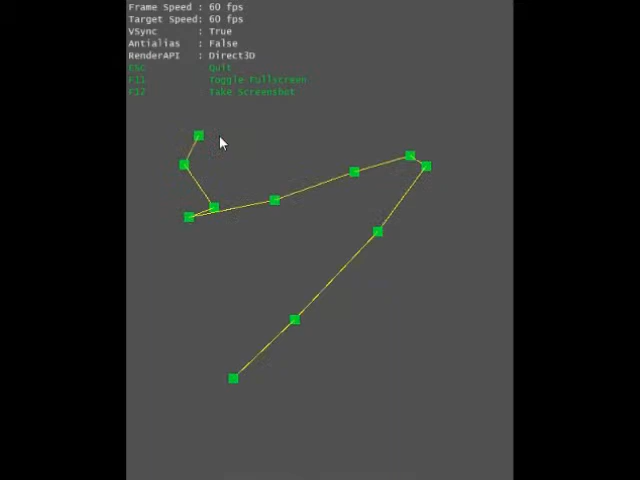 Frame Speed : 60 fps
Target Speed: 60 fps
VSync : True
Antialias : False
RenderAPI : Direct3D
ESC Quit
F11 Toggle Fullscreen
F12 Take Screenshot